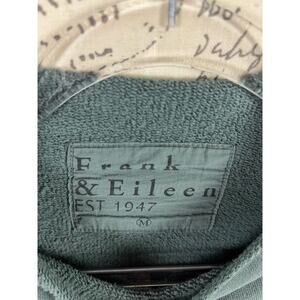 Frank
& Eileen
EST 1947
M